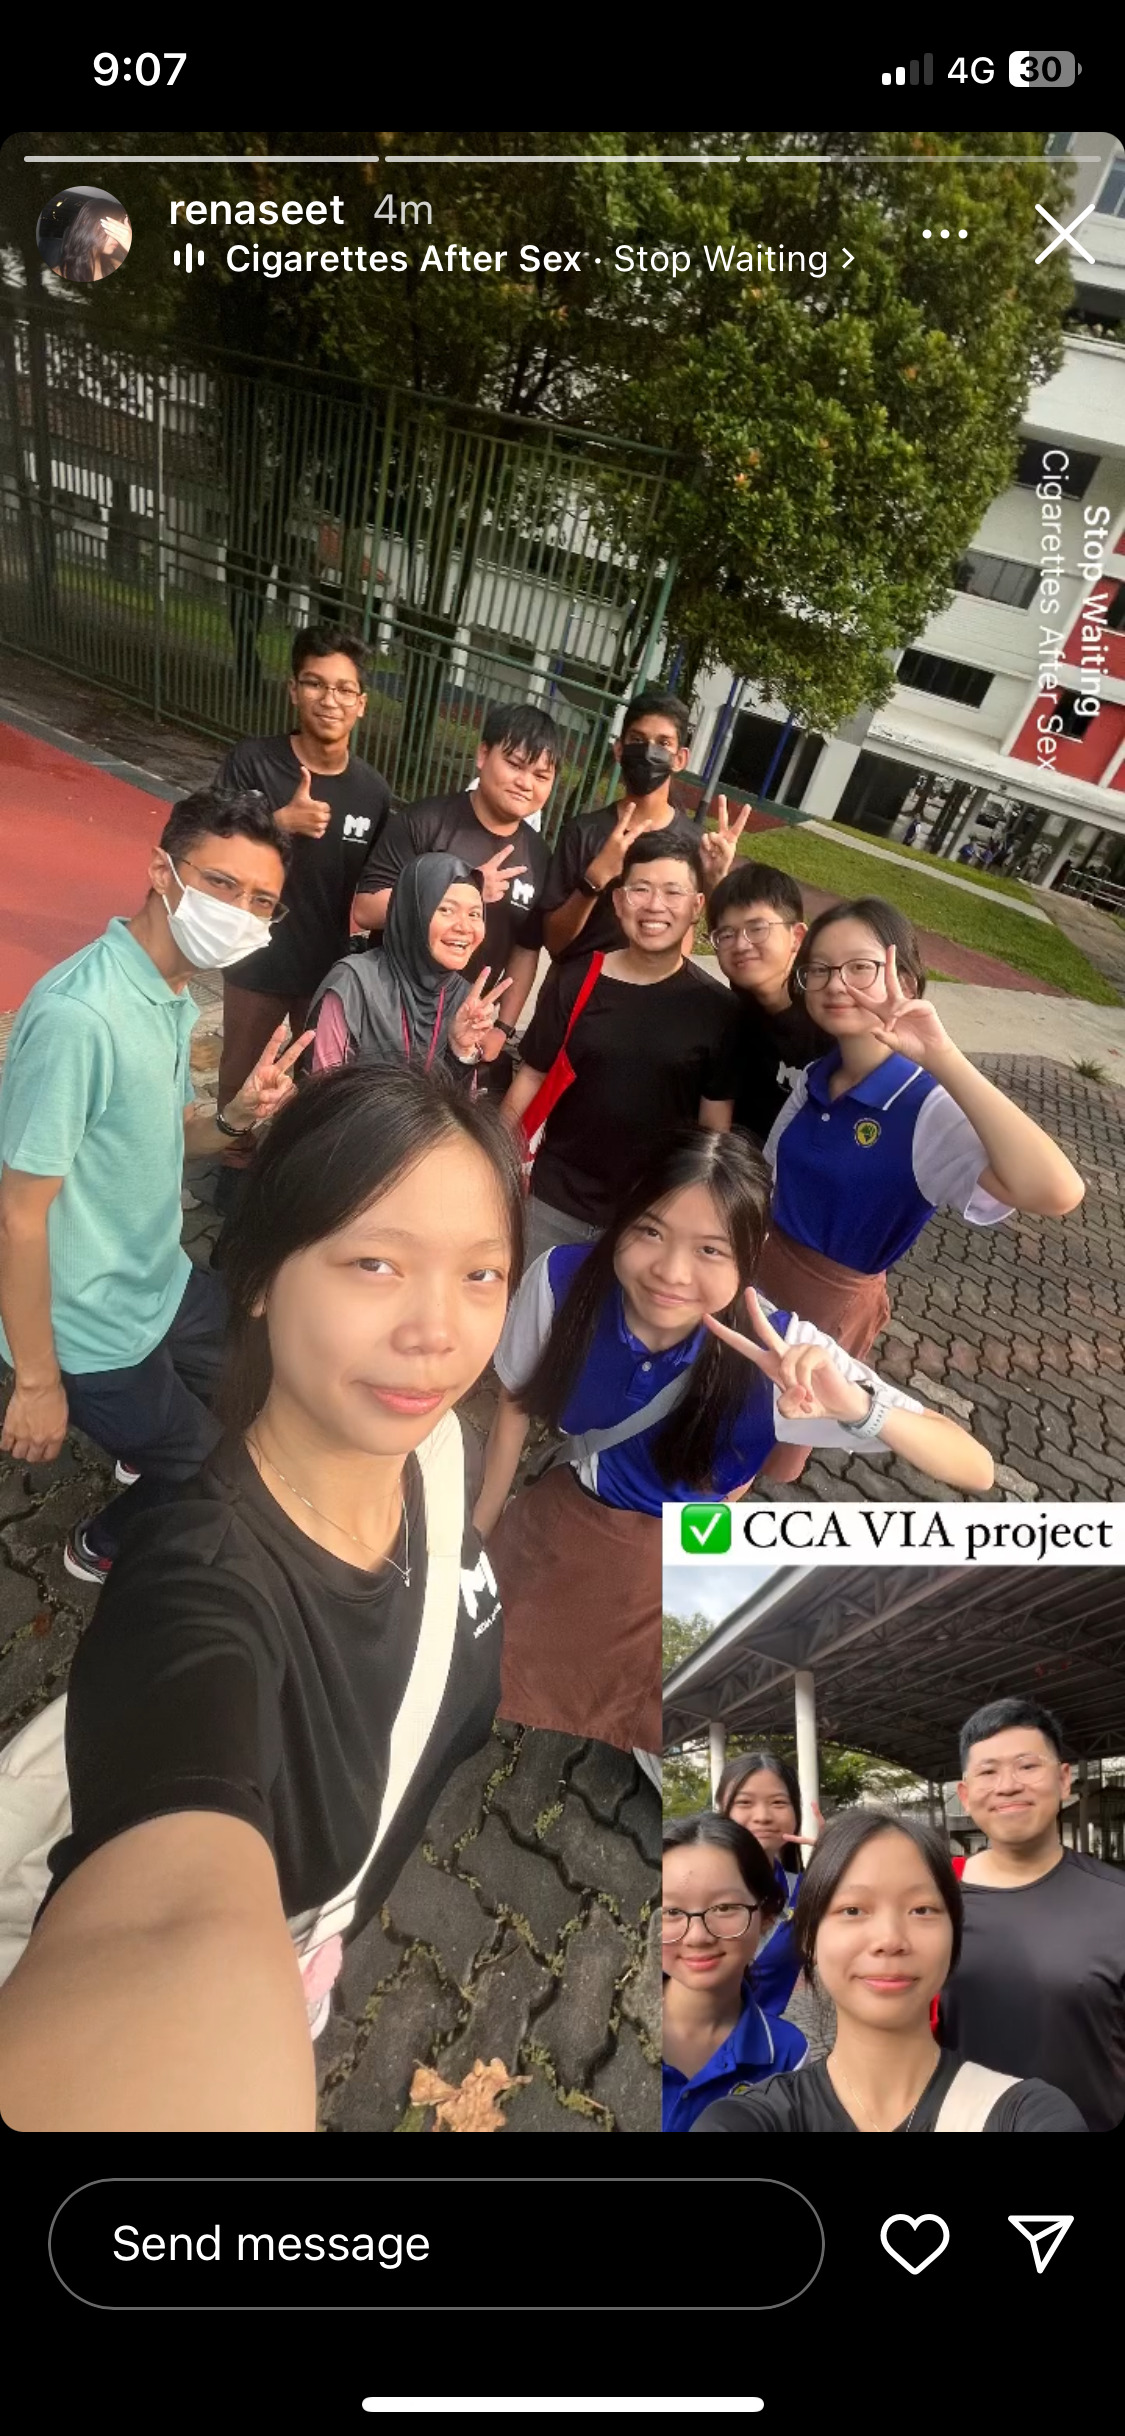 9:07
4G 30
renaseet 4m
Cigarettes After Sex · Stop Waiting >
Stop Waiting
Cigarettes After Sex
✅ CCA VIA project
Send message